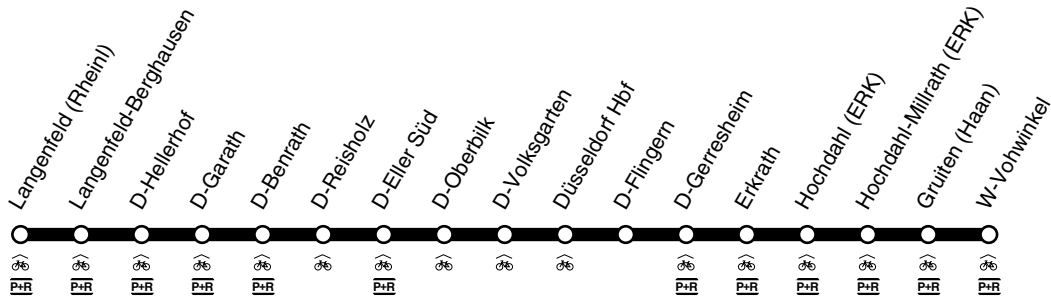 Langenfeld (Rheinl)
Langenfeld-Berghausen
D-Hellerhof
D-Garath
D-Benrath
D-Reisholz
D-Eller Süd
D-Oberbilk
D-Volksgarten
Düsseldorf Hbf
D-Flingern
D-Gerresheim
Erkrath
Hochdahl (ERK)
Hochdahl-Millrath (ERK)
Gruiten (Haan)
W-Vohwinkel
P+R P+R P+R P+R P+R P+R P+R P+R P+R P+R P+R P+R